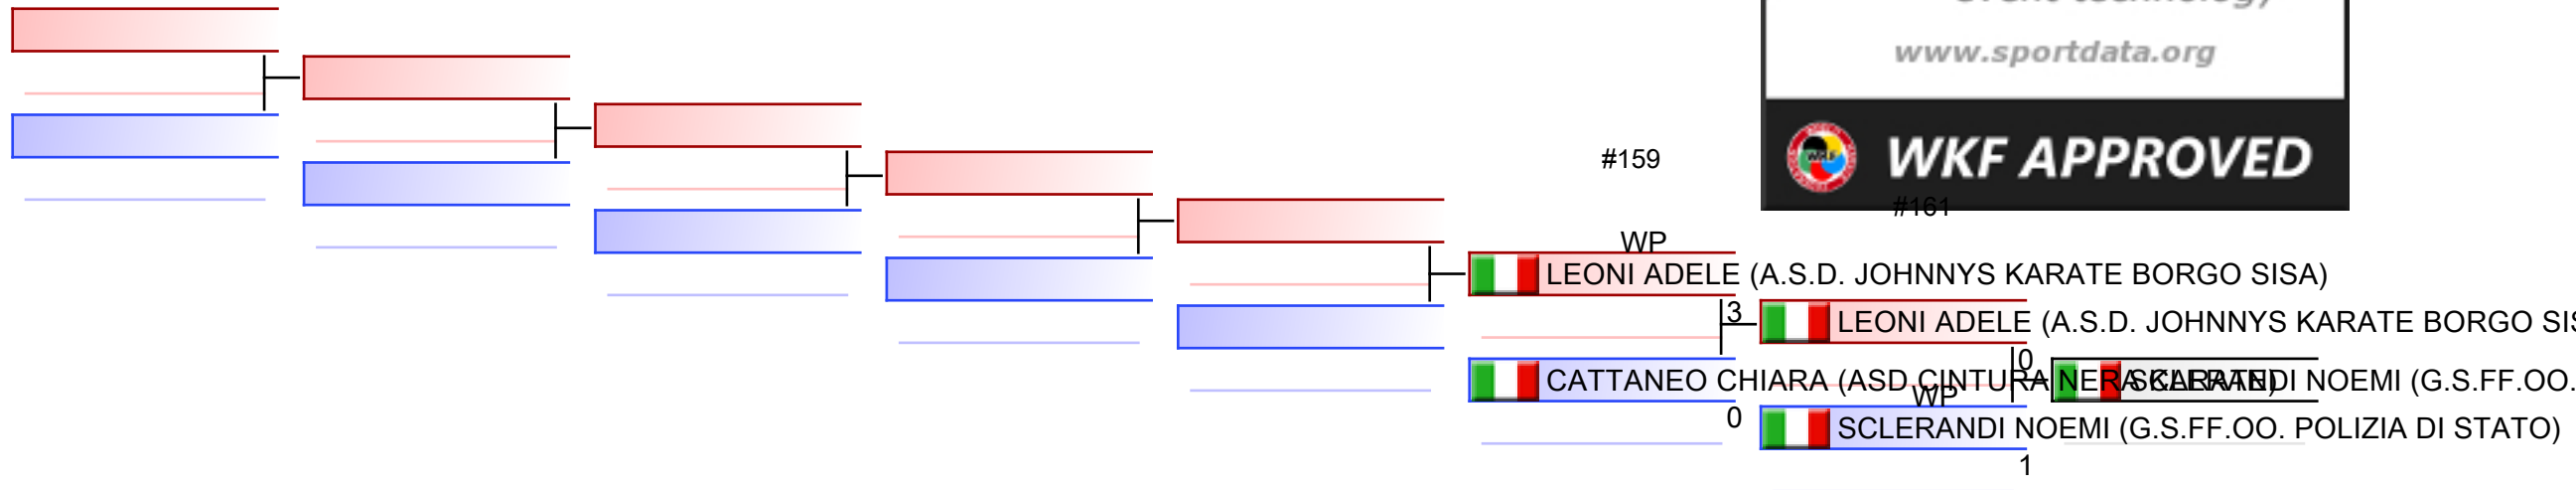 www.sportdata.org
WKF APPROVED
#159
#161
WP
LEONI ADELE (A.S.D. JOHNNYS KARATE BORGO SISA)
3
LEONI ADELE (A.S.D. JOHNNYS KARATE BORGO
0
CATTANEO CHIARA (ASD CINTURA NERA KARATE)
SCLERANDI NOEMI (G.S.FF.OO.
WP
0
SCLERANDI NOEMI (G.S.FF.OO. POLIZIA DI STATO)
1